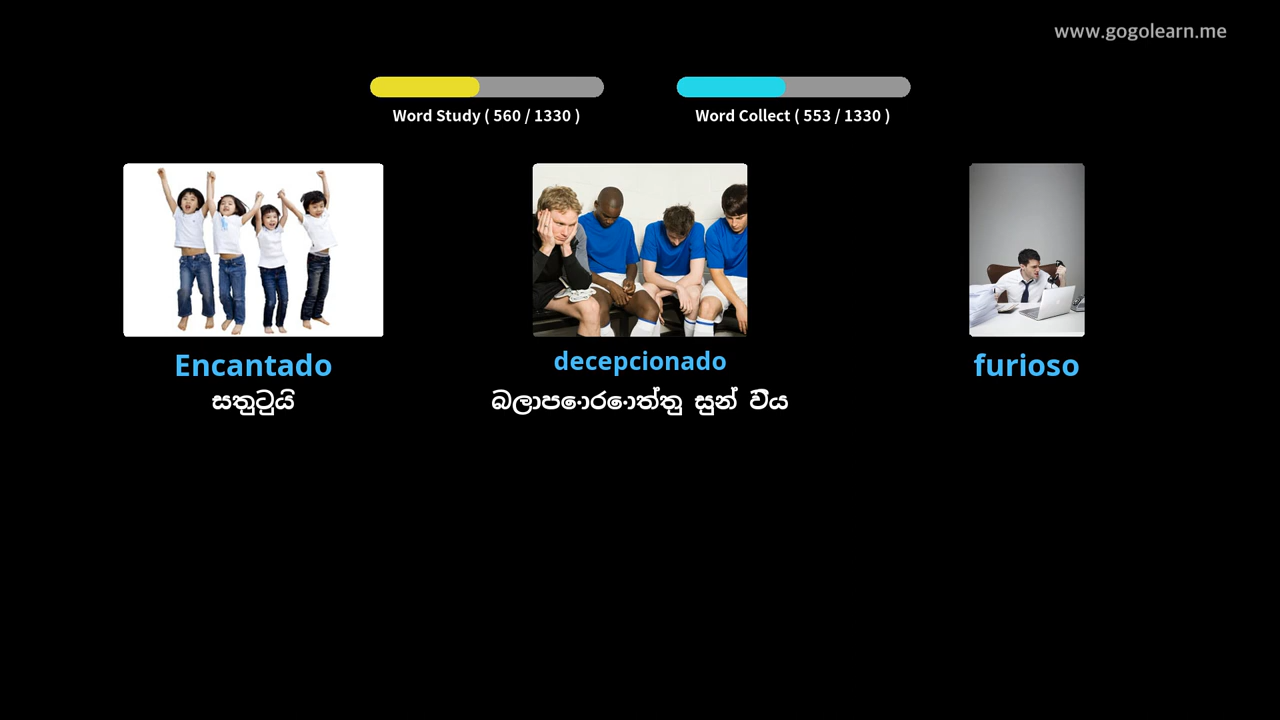 www.gogolearn.me
Word Study ( 560 / 1330 )
Word Collect ( 553 / 1330 )
Encantado
decepcionado
furioso
සතුටුයි
බලාපොරොත්තු සුන් විය